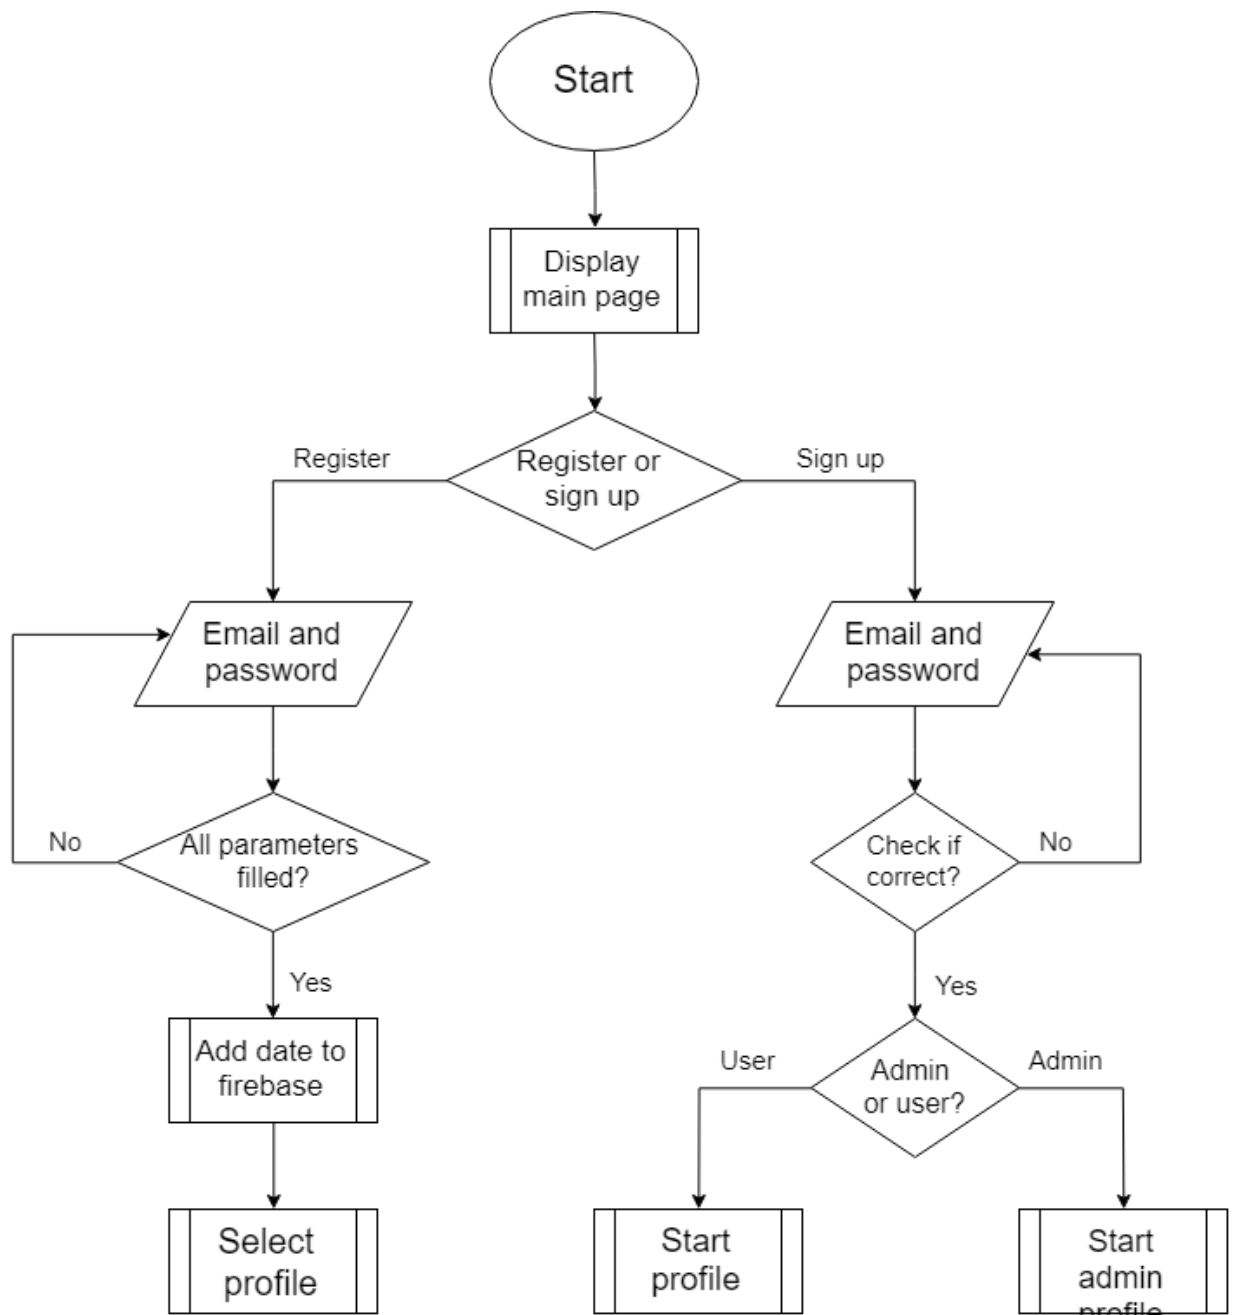 Start
Display
main page
Register
Register or
sign up
Sign up
Email and
password
Email and
password
No
All parameters
filled?
Check if
correct?
No
Yes
Yes
Add date to
firebase
User
Admin
or user?
Admin
Select
profile
Start
profile
Start
admin
profile